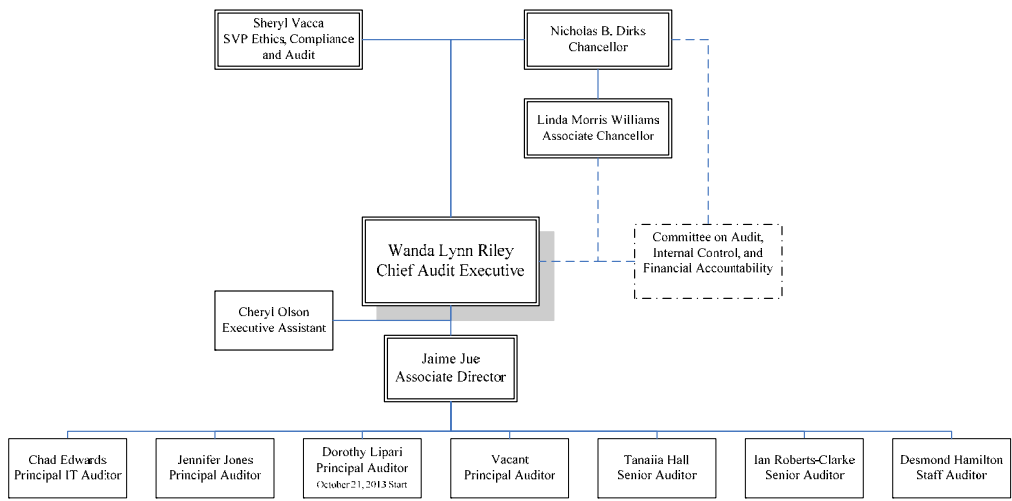 Sheryl Vacca
SVP Ethics, Compliance
and Audit
Nicholas B. Dirks
Chancellor
Linda Morris Williams
Associate Chancellor
Wanda Lynn Riley
Chief Audit Executive
Committee on Audit,
Internal Control, and
Financial Accountability
Cheryl Olson
Executive Assistant
Jaime Jue
Associate Director
Chad Edwards
Principal IT Auditor
Jennifer Jones
Principal Auditor
Dorothy Lipari
Principal Auditor
October 21, 2013 Start
Vacant
Principal Auditor
Tanaiia Hall
Senior Auditor
Ian Roberts-Clarke
Senior Auditor
Desmond Hamilton
Staff Auditor